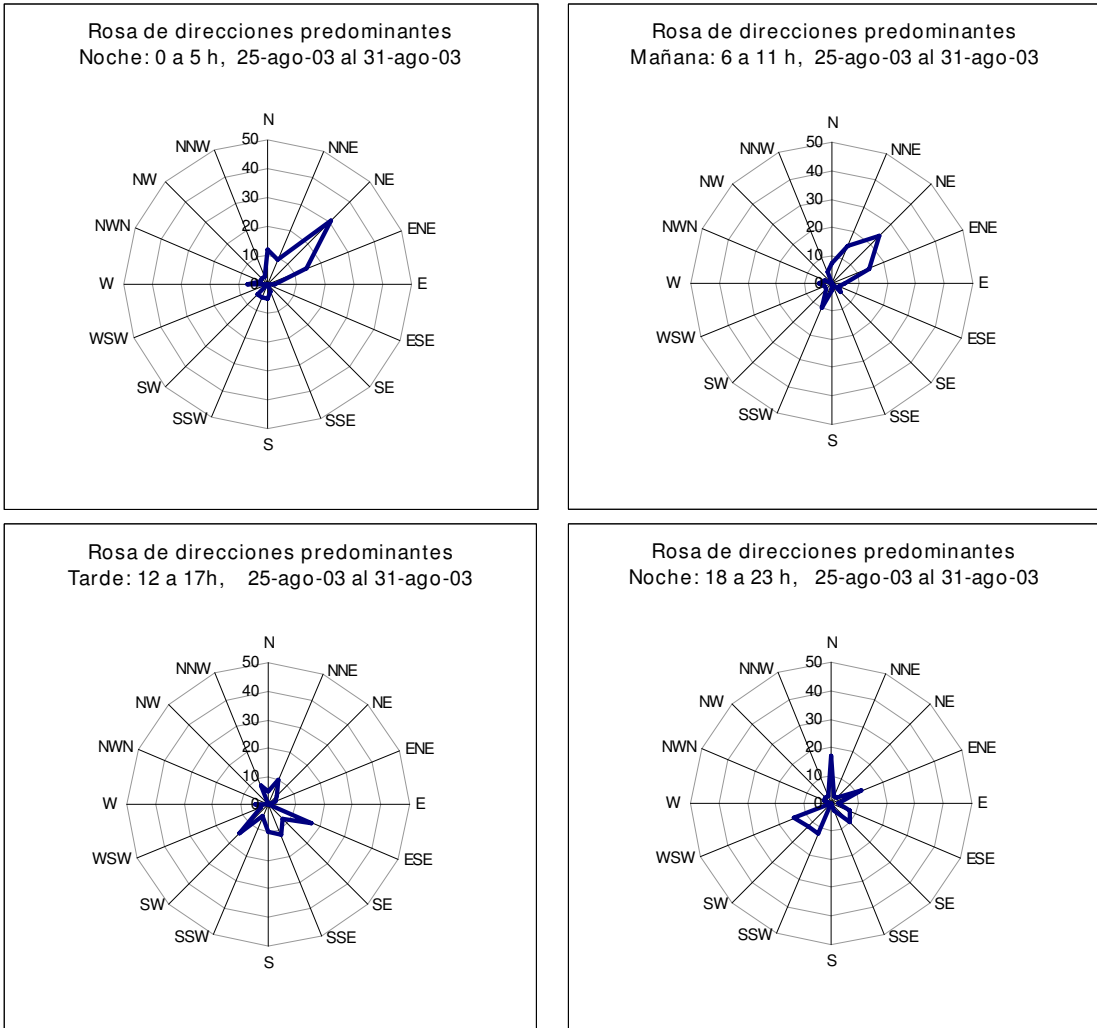 Rosa de direcciones predominantes
Noche: 0 a 5 h, 25-ago-03 al 31-ago-03
N
NNE
NE
ENE
E
ESE
SE
SSE
S
SSW
SW
WSW
W
NWN
NW
NNW
50
40
30
20
10
0
Rosa de direcciones predominantes
Mañana: 6 a 11 h, 25-ago-03 al 31-ago-03
N
NNE
NE
ENE
E
ESE
SE
SSE
S
SSW
SW
WSW
W
NWN
NW
NNW
50
40
30
20
10
0
Rosa de direcciones predominantes
Tarde: 12 a 17h, 25-ago-03 al 31-ago-03
N
NNE
NE
ENE
E
ESE
SE
SSE
S
SSW
SW
WSW
W
NWN
NW
NNW
50
40
30
20
10
0
Rosa de direcciones predominantes
Noche: 18 a 23 h, 25-ago-03 al 31-ago-03
N
NNE
NE
ENE
E
ESE
SE
SSE
S
SSW
SW
WSW
W
NWN
NW
NNW
50
40
30
20
10
0